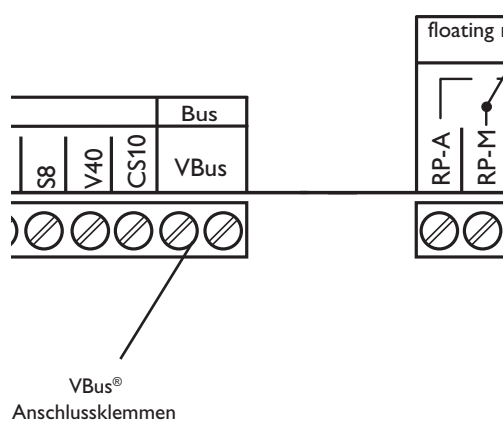 floating
Bus
S8
V40
CS10
VBus
RP-A
RP-M
VBus®
Anschlussklemmen